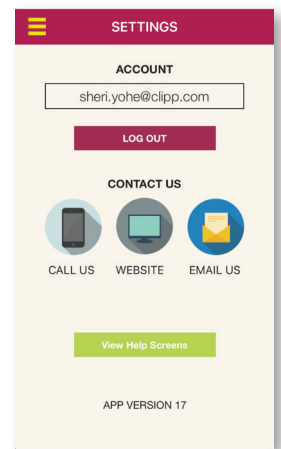 SETTINGS
ACCOUNT
sheri.yohe@clipp.com
LOG OUT
CONTACT US
CALL US WEBSITE EMAIL US
View Help Screens
APP VERSION 17